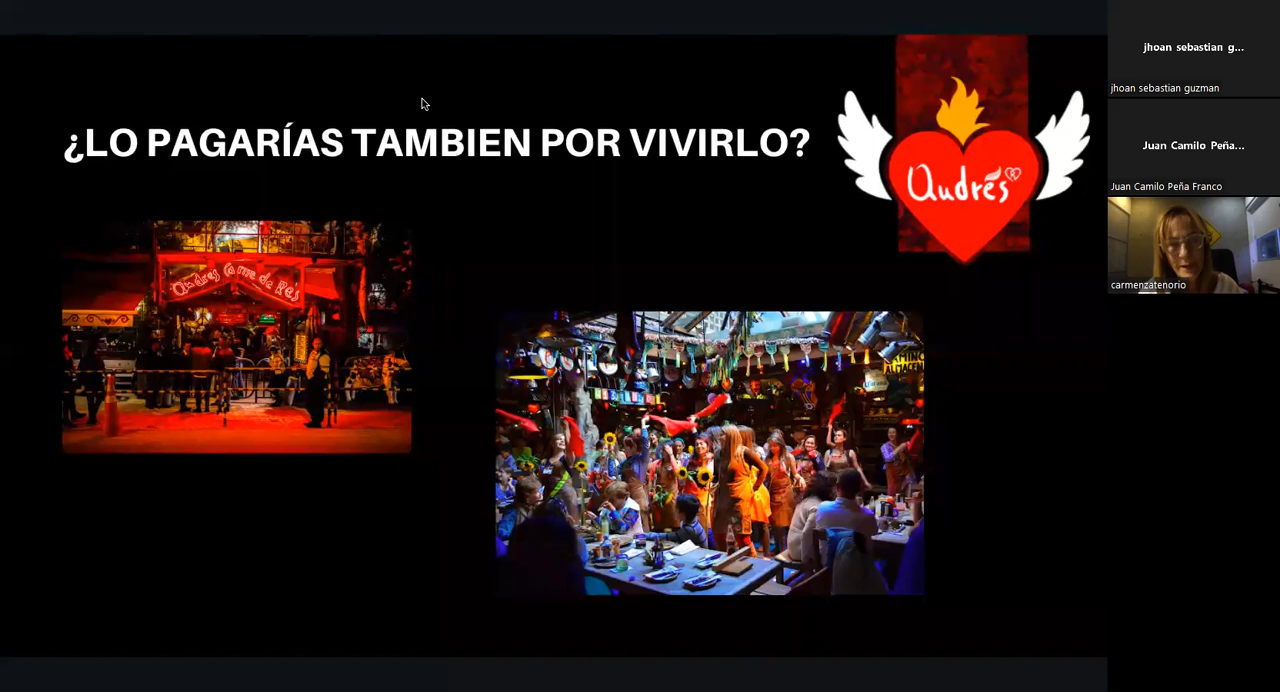 ¿LO PAGARÍAS TAMBIEN POR VIVIRLO?
Andrés
Andres Carne de Res
jhoan sebastian g...
jhoan sebastian guzman
Juan Camilo Peña...
Juan Camilo Peña Franco
carmenzatenorio